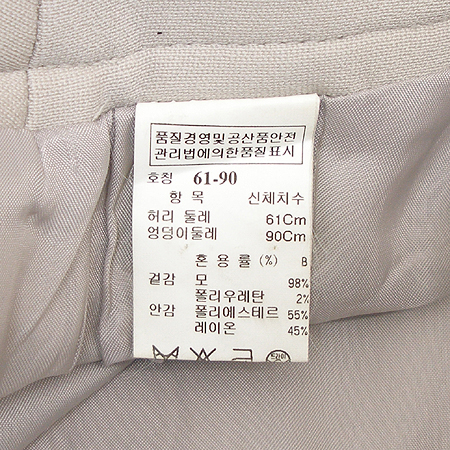 품질경영및공산품안전
관리법에의한품질표시
호칭 61-90
항 목 신체치수
허리 둘레 61Cm
엉덩이둘레 90Cm
혼 용 률 (%) B
겉감 모 98%
폴리우레탄 2%
안감 폴리에스테르 55%
레이온 45%
드라이